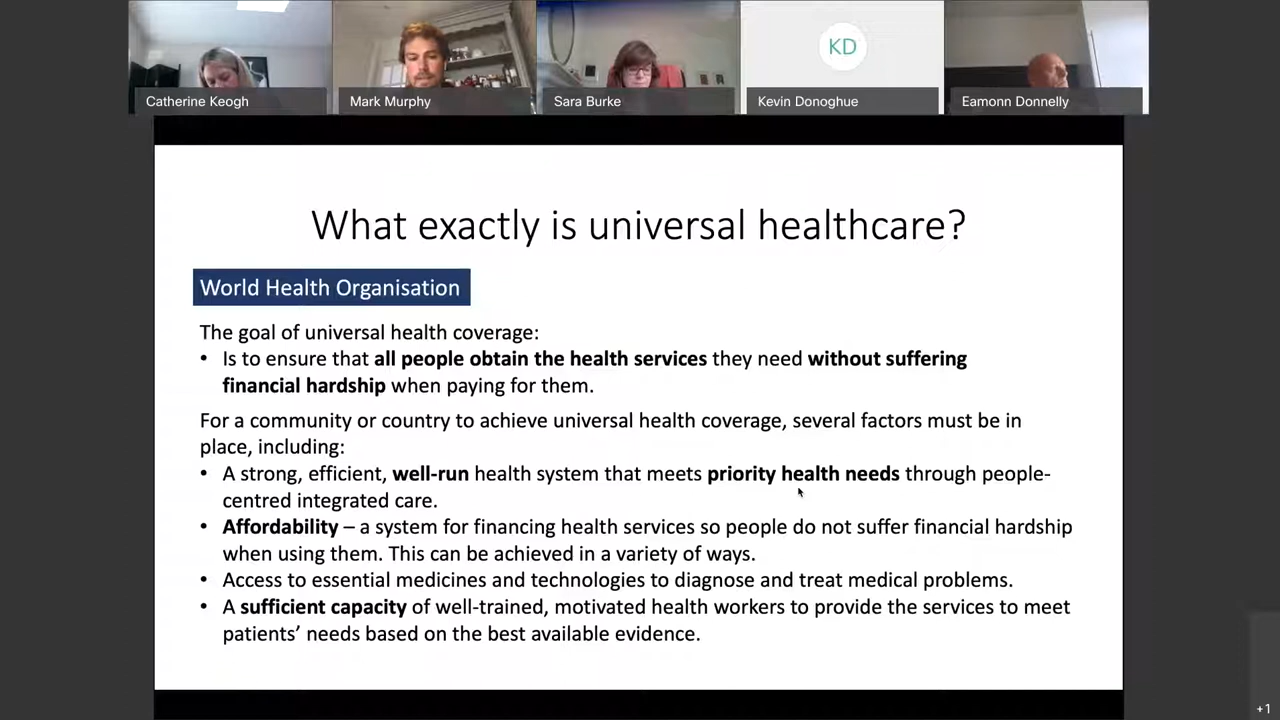 Catherine Keogh
Mark Murphy
Sara Burke
KD
Kevin Donoghue
Eamonn Donnelly
What exactly is universal healthcare?
World Health Organisation
The goal of universal health coverage:
• Is to ensure that all people obtain the health services they need without suffering
financial hardship when paying for them.
For a community or country to achieve universal health coverage, several factors must be in
place, including:
• A strong, efficient, well-run health system that meets priority health needs through people-
centred integrated care.
• Affordability – a system for financing health services so people do not suffer financial hardship
when using them. This can be achieved in a variety of ways.
• Access to essential medicines and technologies to diagnose and treat medical problems.
• A sufficient capacity of well-trained, motivated health workers to provide the services to meet
patients’ needs based on the best available evidence.
+1